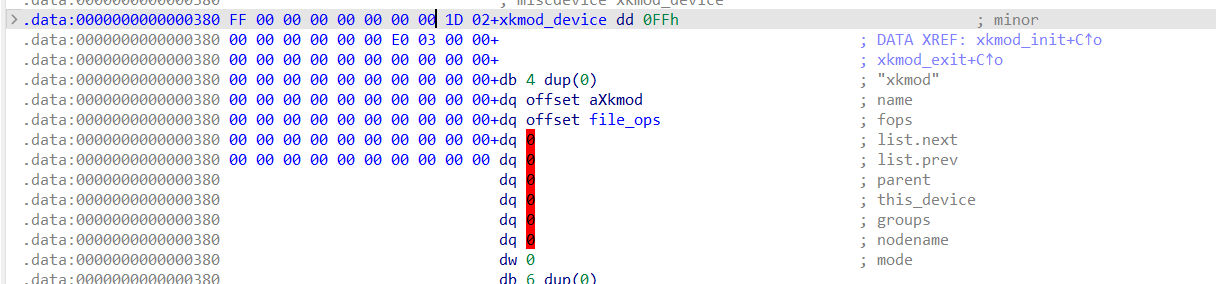 ; miscdevice xkmod_device
.data:0000000000000380 FF 00 00 00 00 00 00 00 1D 02+xkmod_device dd 0FFh ; minor
.data:0000000000000380 00 00 00 00 00 00 E0 03 00 00+ ; DATA XREF: xkmod_init+C↑o
.data:0000000000000380 00 00 00 00 00 00 00 00 00 00+ ; xkmod_exit+C↑o
.data:0000000000000380 00 00 00 00 00 00 00 00 00 00+db 4 dup(0) ; "xkmod"
.data:0000000000000380 00 00 00 00 00 00 00 00 00 00+dq offset aXkmod ; name
.data:0000000000000380 00 00 00 00 00 00 00 00 00 00+dq offset file_ops ; fops
.data:0000000000000380 00 00 00 00 00 00 00 00 00 00+dq 0 ; list.next
.data:0000000000000380 00 00 00 00 00 00 00 00 00 00 dq 0 ; list.prev
.data:0000000000000380 dq 0 ; parent
.data:0000000000000380 dq 0 ; this_device
.data:0000000000000380 dq 0 ; groups
.data:0000000000000380 dq 0 ; nodename
.data:0000000000000380 dw 0 ; mode
.data:0000000000000380 db 6 dup(0)